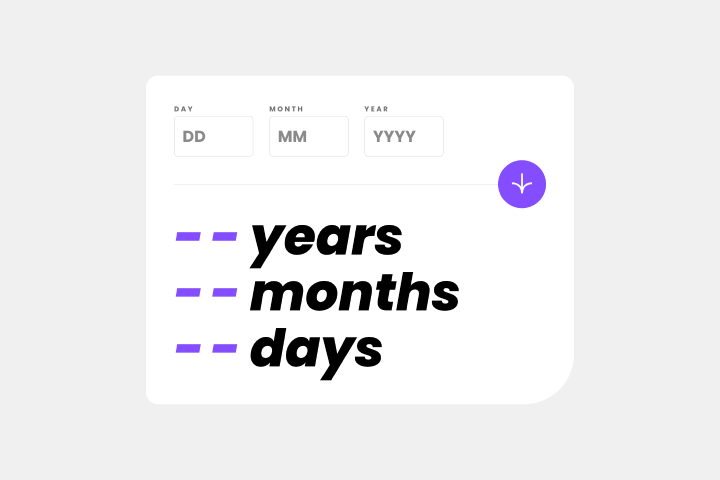 DAY MONTH YEAR
DD MM YYYY
-- years
-- months
-- days